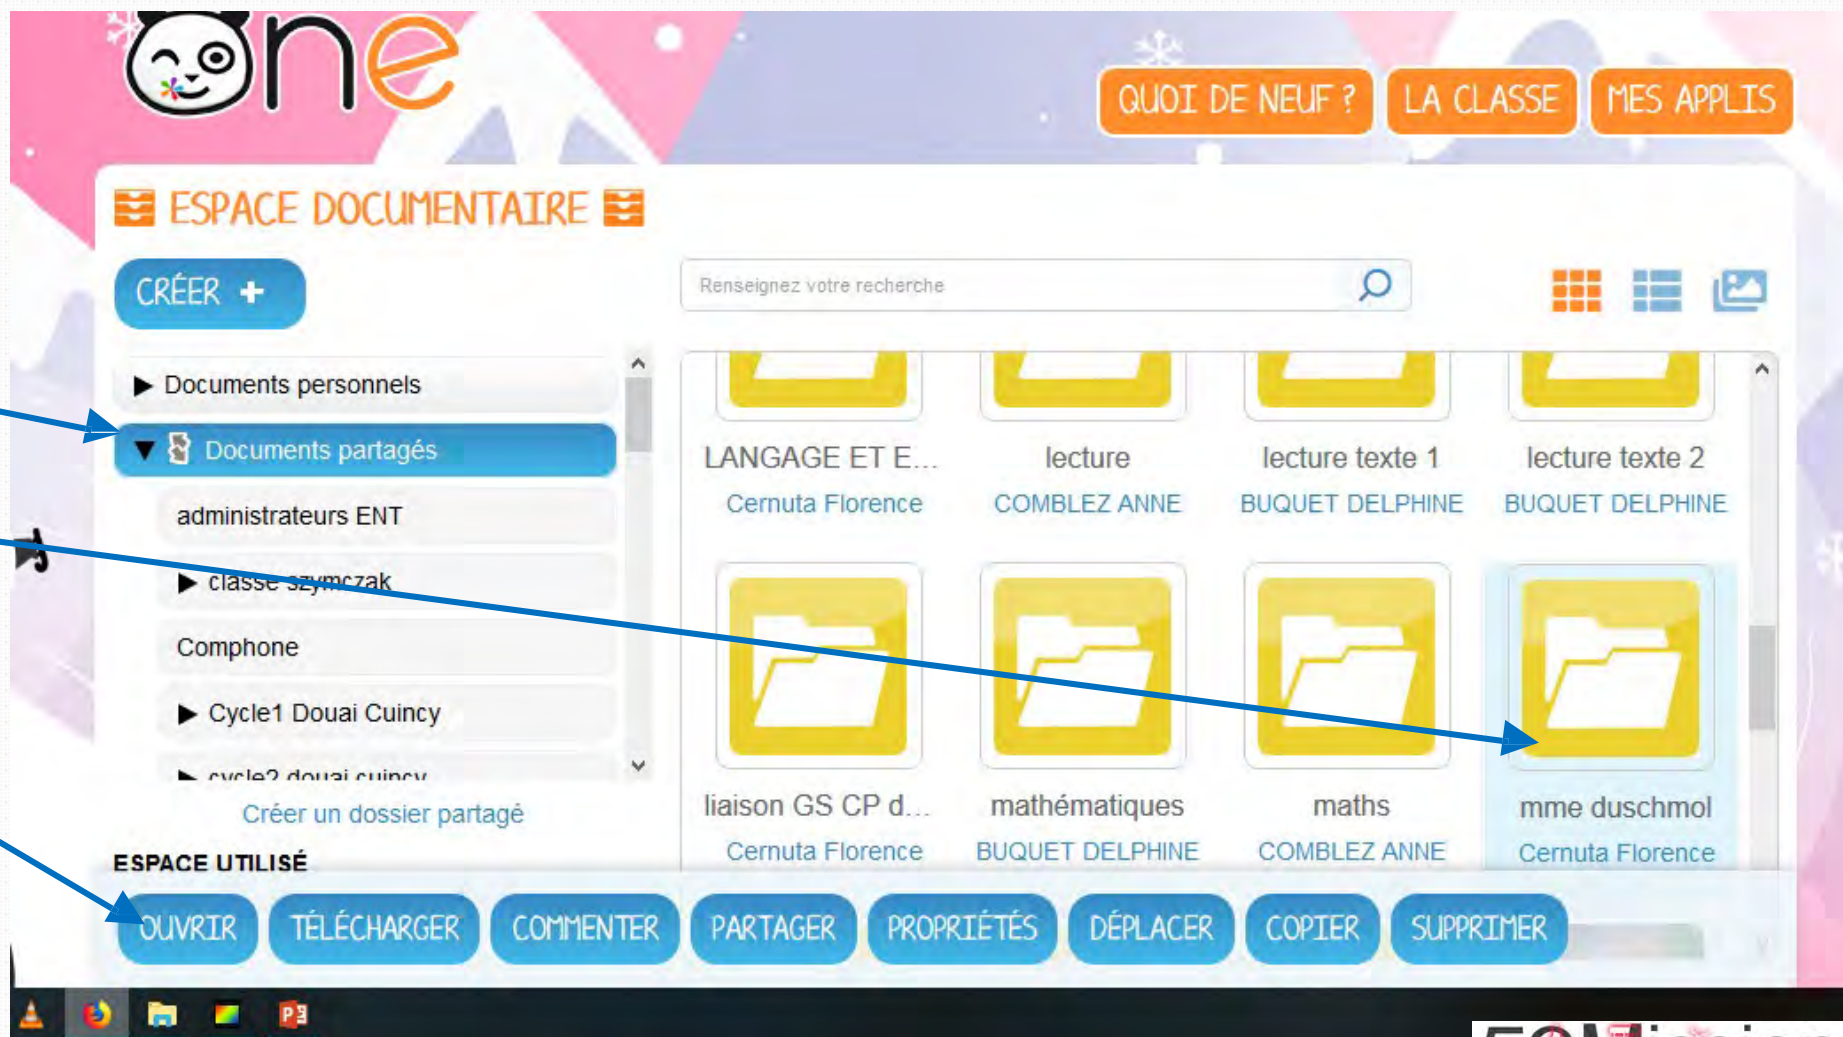 One
QUOI DE NEUF ? LA CLASSE MES APPLIS
ESPACE DOCUMENTAIRE
CRÉER +
Renseignez votre recherche
Documents personnels
Documents partagés
administrateurs ENT
classe szymczak
Comphone
Cycle1 Douai Cuincy
cycle2 douai cuincy
Créer un dossier partagé
ESPACE UTILISÉ
LANGAGE ET E... lecture lecture texte 1 lecture texte 2
Cernuta Florence COMBLEZ ANNE BUQUET DELPHINE BUQUET DELPHINE
liaison GS CP d... mathématiques maths mme duschmol
Cernuta Florence BUQUET DELPHINE COMBLEZ ANNE Cernuta Florence
OUVRIR TÉLÉCHARGER COMMENTER PARTAGER PROPRIÉTÉS DÉPLACER COPIER SUPPRIMER